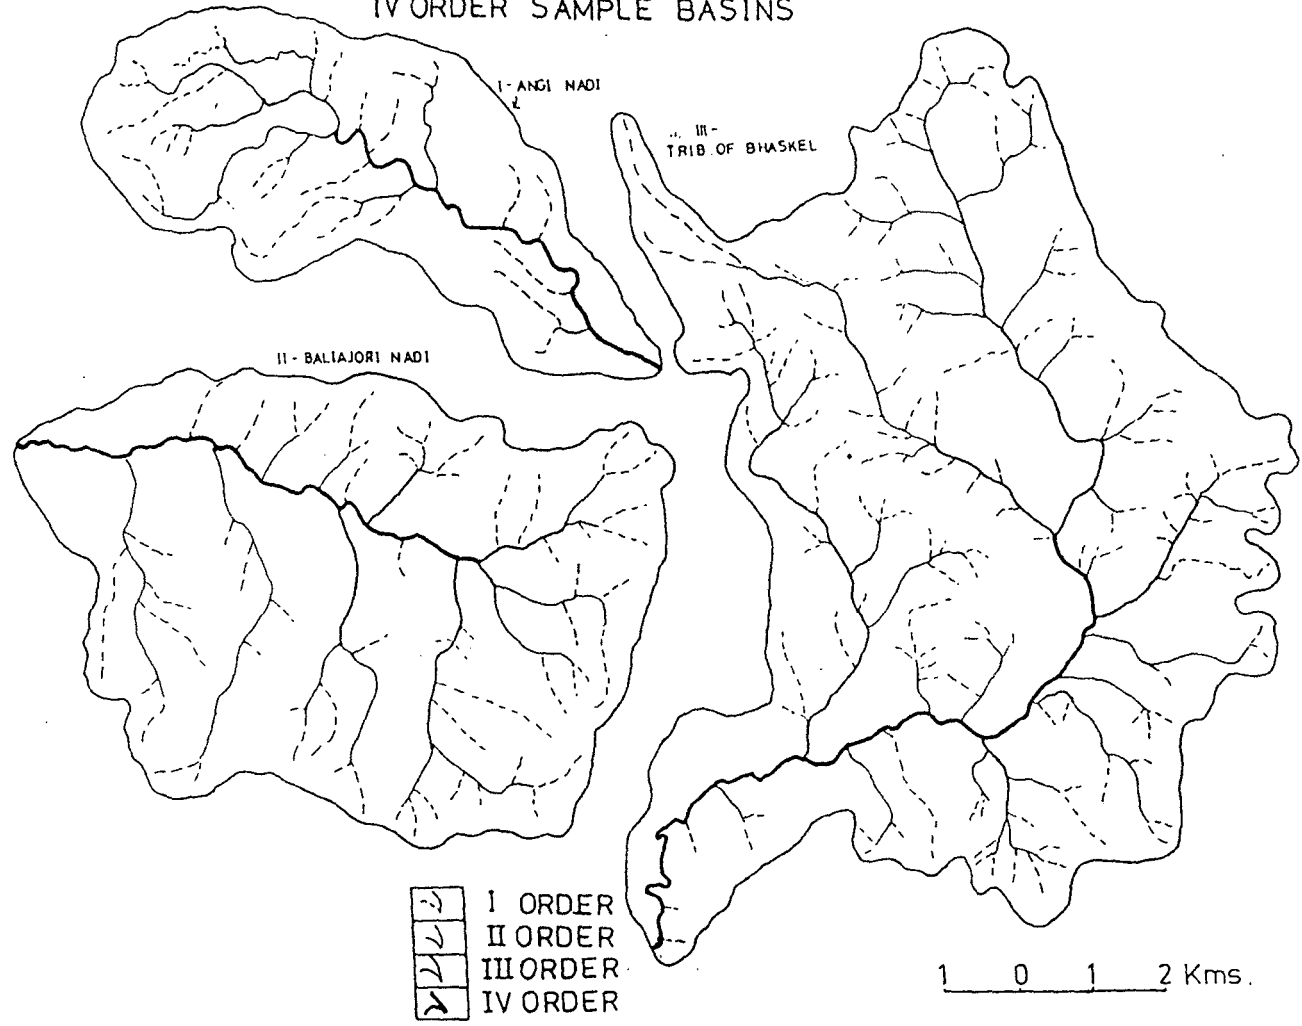 IV ORDER SAMPLE BASINS
I - ANGI NADI
III -
TRIB. OF BHASKEL
II - BALIAJORI NADI
I ORDER
II ORDER
III ORDER
IV ORDER
1 0 1 2 Kms.